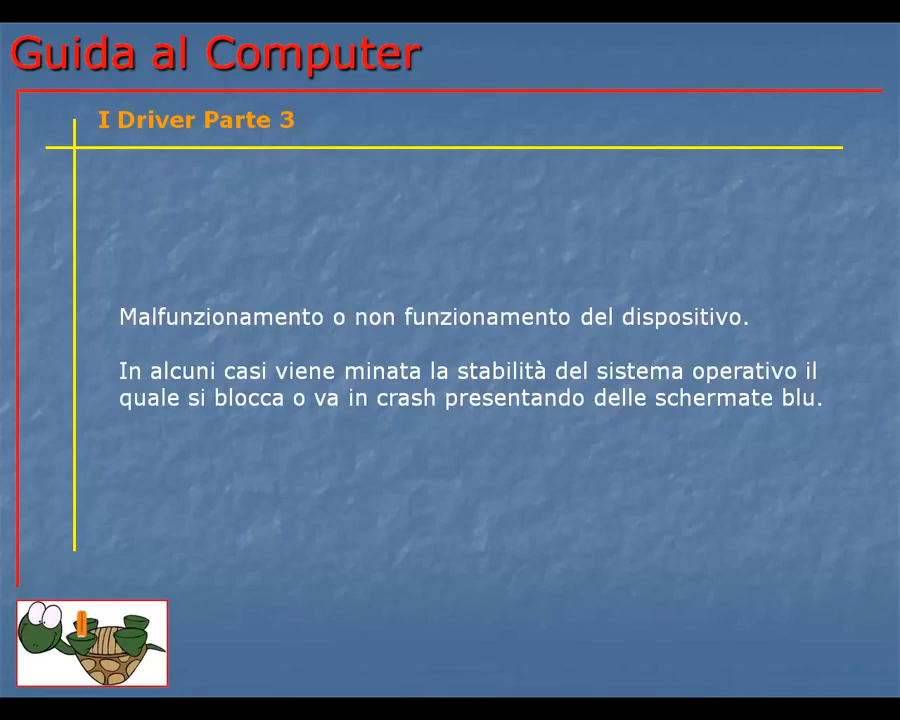 Guida al Computer
I Driver Parte 3
Malfunzionamento o non funzionamento del dispositivo.
In alcuni casi viene minata la stabilità del sistema operativo il
quale si blocca o va in crash presentando delle schermate blu.